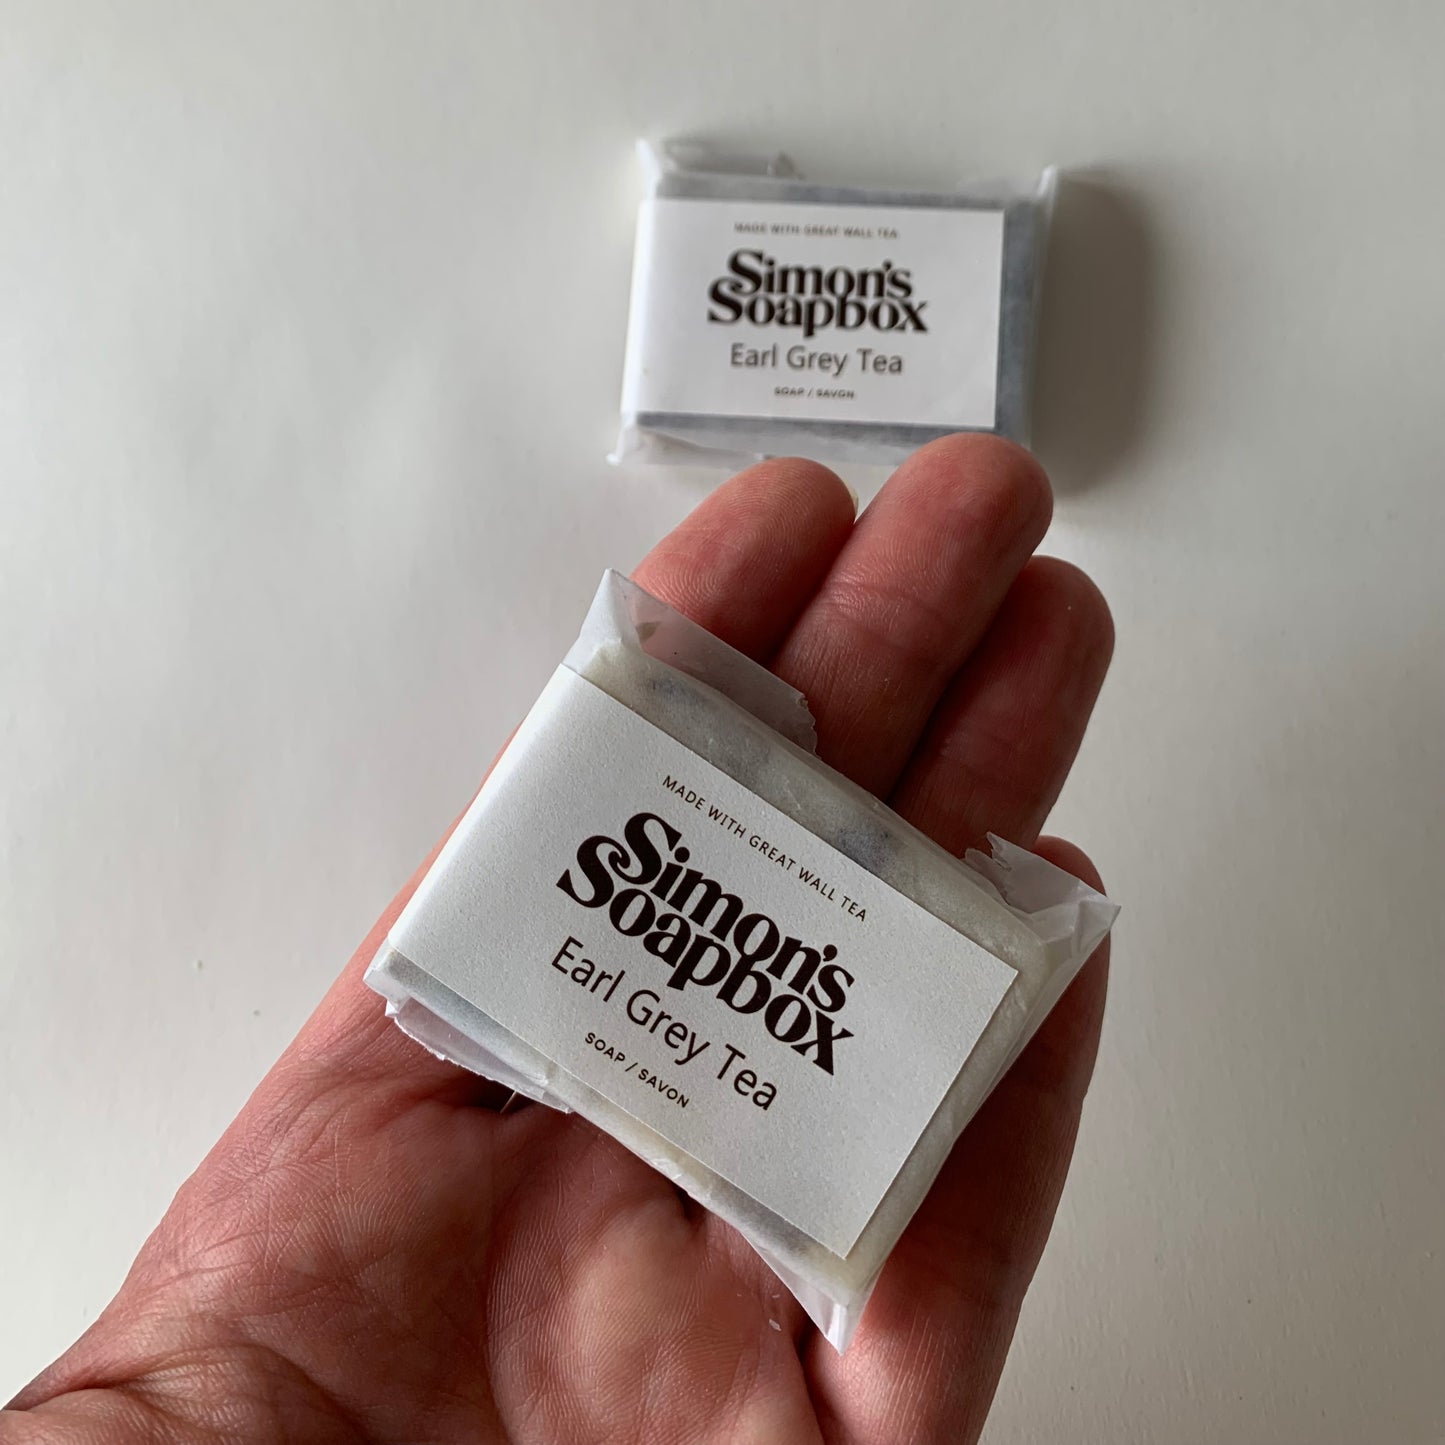 MADE WITH GREAT WALL TEA
Simon's
Soapbox
Earl Grey Tea
SOAP / SAVON
MADE WITH GREAT WALL TEA
Simon's
Soapbox
Earl Grey Tea
SOAP / SAVON